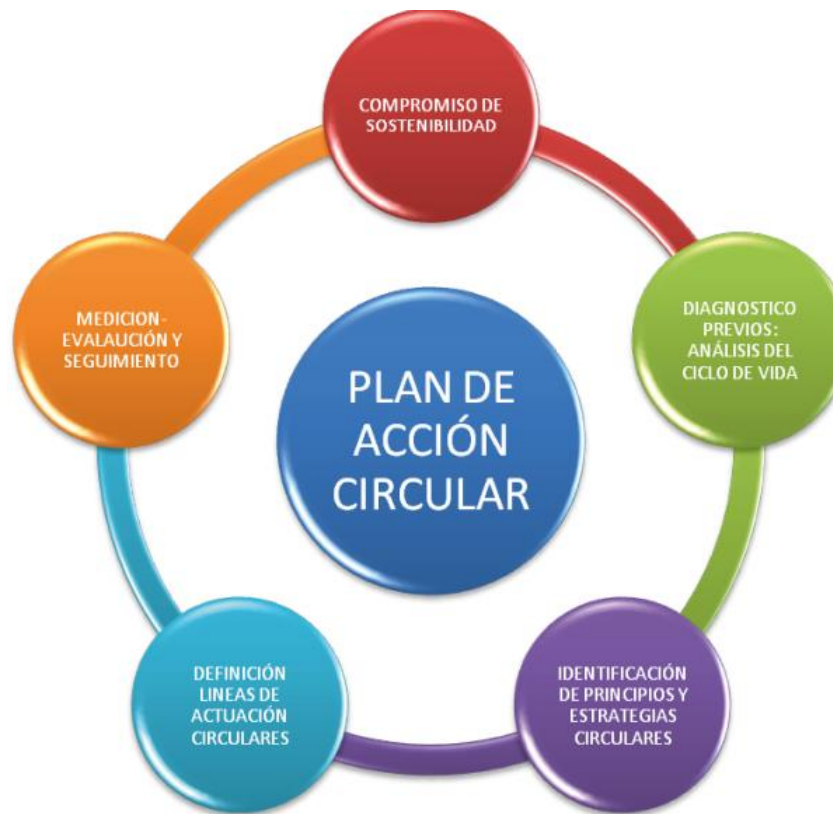 COMPROMISO DE
SOSTENIBILIDAD
DIAGNOSTICO
PREVIOS:
ANÁLISIS DEL
CICLO DE VIDA
IDENTIFICACIÓN
DE PRINCIPIOS Y
ESTRATEGIAS
CIRCULARES
DEFINICIÓN
LINEAS DE
ACTUACIÓN
CIRCULARES
MEDICION-
EVALAUCIÓN Y
SEGUIMIENTO
PLAN DE
ACCIÓN
CIRCULAR